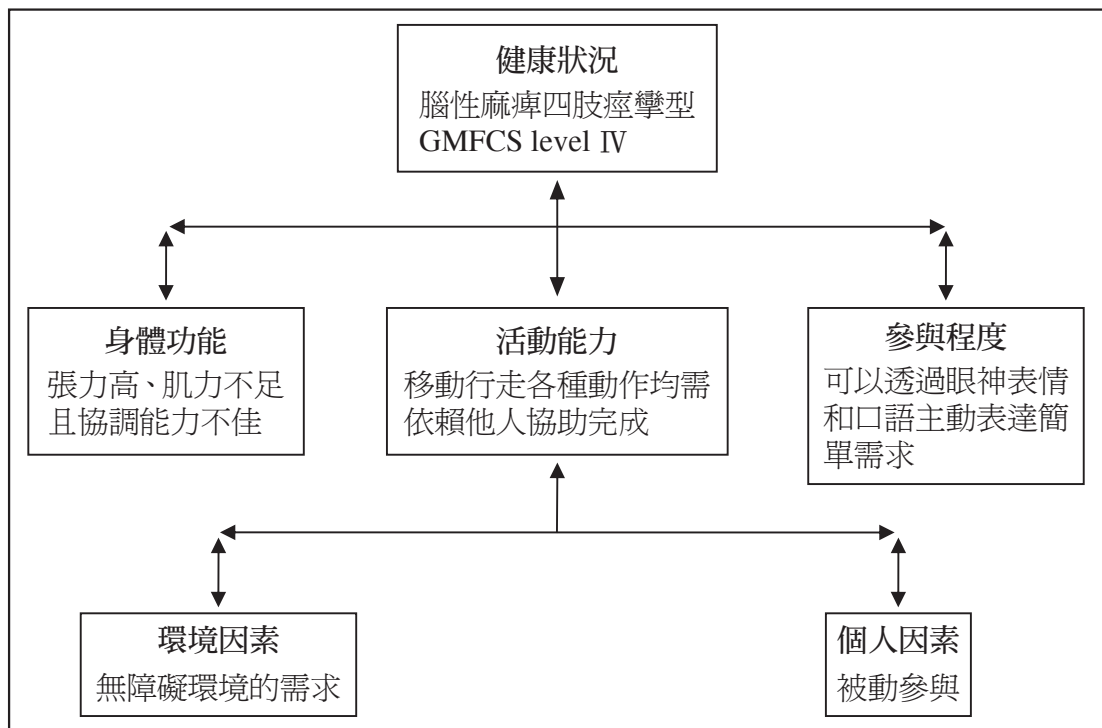 健康狀況
腦性麻痺四肢痙攣型
GMFCS level Ⅳ
身體功能
張力高、肌力不足
且協調能力不佳
活動能力
移動行走各種動作均需
依賴他人協助完成
參與程度
可以透過眼神表情
和口語主動表達簡
單需求
環境因素
無障礙環境的需求
個人因素
被動參與